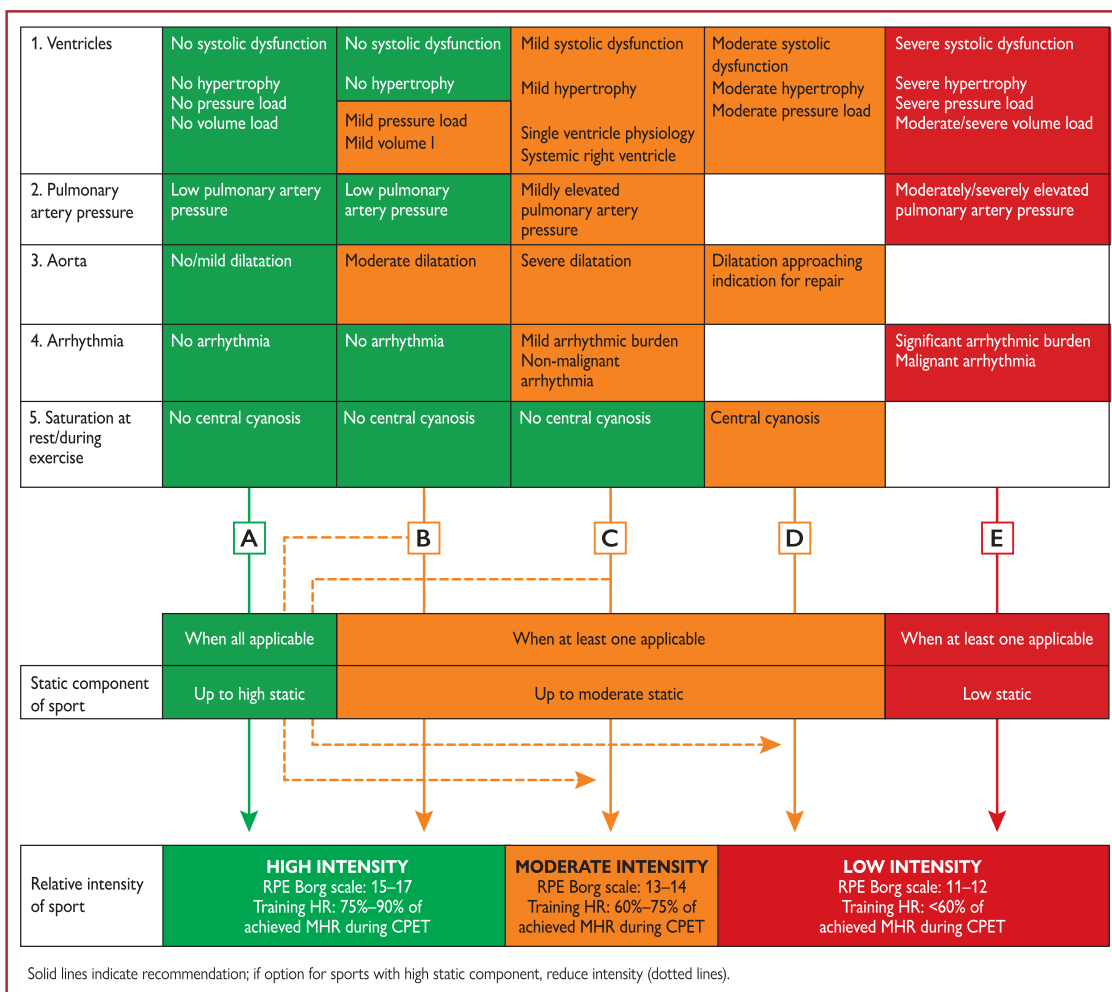 1. Ventricles
No systolic dysfunction
No hypertrophy
No pressure load
No volume load
No systolic dysfunction
No hypertrophy
Mild pressure load
Mild volume l
Mild systolic dysfunction
Mild hypertrophy
Single ventricle physiology
Systemic right ventricle
Moderate systolic
dysfunction
Moderate hypertrophy
Moderate pressure load
Severe systolic dysfunction
Severe hypertrophy
Severe pressure load
Moderate/severe volume load
2. Pulmonary
artery pressure
Low pulmonary artery
pressure
Low pulmonary
artery pressure
Mildly elevated
pulmonary artery
pressure
Moderately/severely elevated
pulmonary artery pressure
3. Aorta
No/mild dilatation
Moderate dilatation
Severe dilatation
Dilatation approaching
indication for repair
4. Arrhythmia
No arrhythmia
No arrhythmia
Mild arrhythmic burden
Non-malignant
arrhythmia
Significant arrhythmic burden
Malignant arrhythmia
5. Saturation at
rest/during
exercise
No central cyanosis
No central cyanosis
No central cyanosis
Central cyanosis
A
B
C
D
E
When all applicable
When at least one applicable
When at least one applicable
Static component
of sport
Up to high static
Up to moderate static
Low static
Relative intensity
of sport
HIGH INTENSITY
RPE Borg scale: 15–17
Training HR: 75%–90% of
achieved MHR during CPET
MODERATE INTENSITY
RPE Borg scale: 13–14
Training HR: 60%–75% of
achieved MHR during CPET
LOW INTENSITY
RPE Borg scale: 11–12
Training HR: <60% of
achieved MHR during CPET
Solid lines indicate recommendation; if option for sports with high static component, reduce intensity (dotted lines).